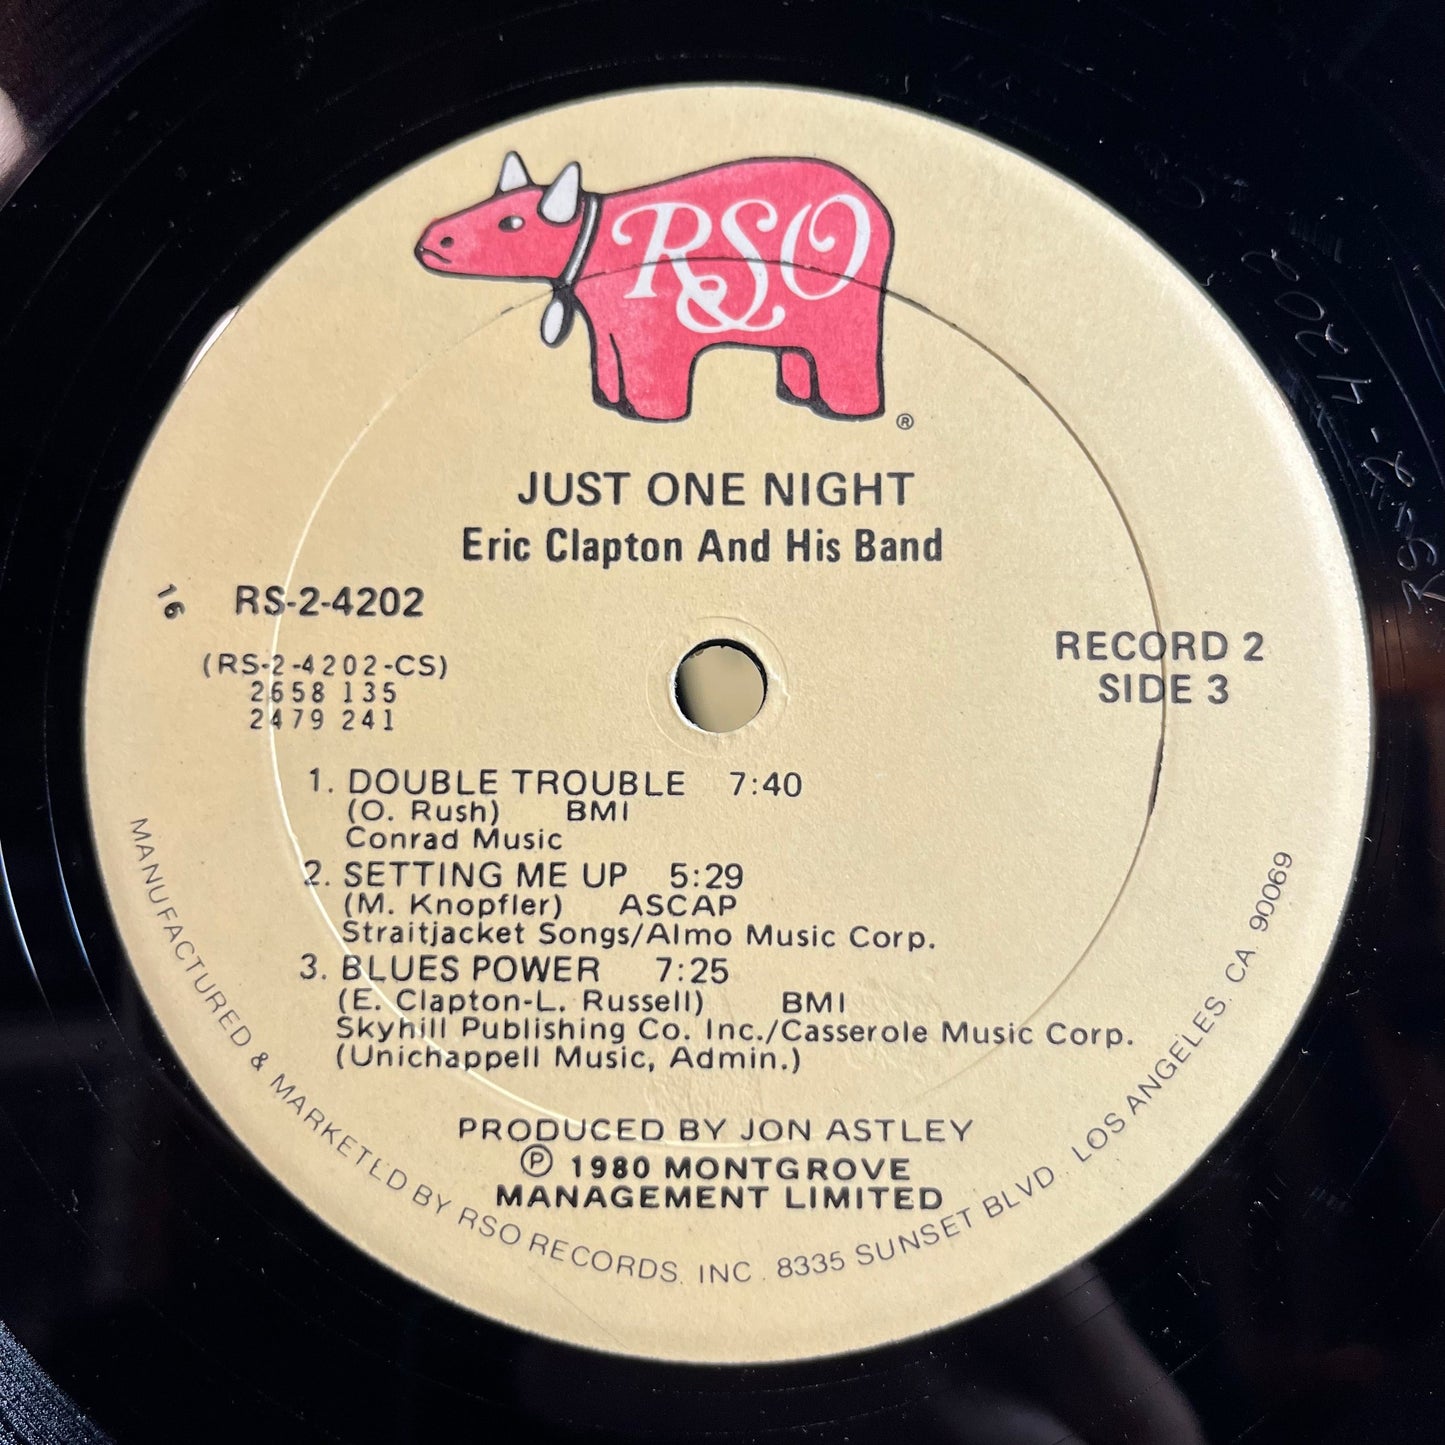 RSO
®
JUST ONE NIGHT
Eric Clapton And His Band
16
RS-2-4202
(RS-2-4202-CS)
2658 135
2479 241
RECORD 2
SIDE 3
1. DOUBLE TROUBLE 7:40
(O. Rush) BMI
Conrad Music
2. SETTING ME UP 5:29
(M. Knopfler) ASCAP
Straitjacket Songs/Almo Music Corp.
3. BLUES POWER 7:25
(E. Clapton-L. Russell) BMI
Skyhill Publishing Co. Inc./Casserole Music Corp.
(Unichappell Music, Admin.)
PRODUCED BY JON ASTLEY
Ⓟ 1980 MONTGROVE
MANAGEMENT LIMITED
MANUFACTURED & MARKETED BY RSO RECORDS, INC. 8335 SUNSET BLVD., LOS ANGELES, CA. 90069